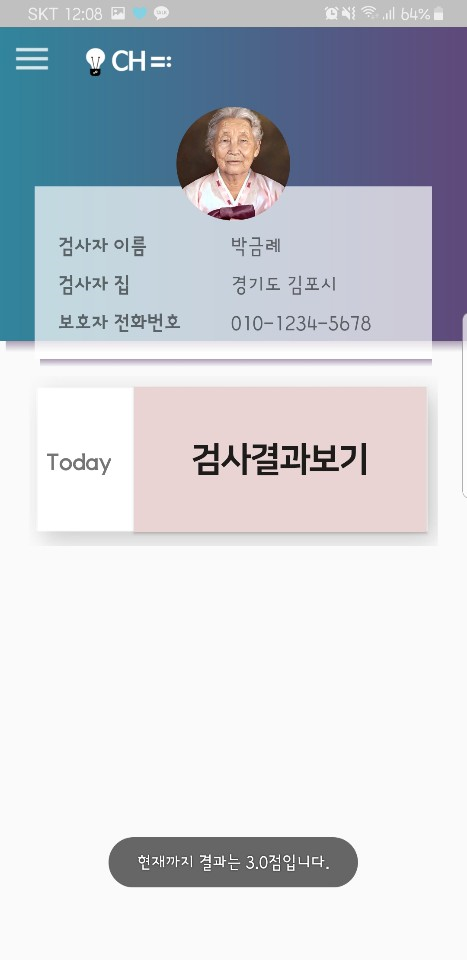 SKT 12:08 64%
CH =:
검사자 이름 박금례
검사자 집 경기도 김포시
보호자 전화번호 010-1234-5678
Today 검사결과보기
현재까지 결과는 3.0점입니다.